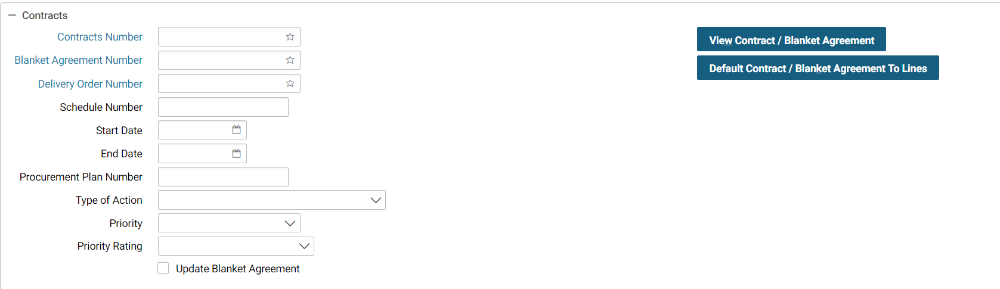 Contracts
Contracts Number
View Contract / Blanket Agreement
Blanket Agreement Number
Default Contract / Blanket Agreement To Lines
Delivery Order Number
Schedule Number
Start Date
End Date
Procurement Plan Number
Type of Action
Priority
Priority Rating
Update Blanket Agreement